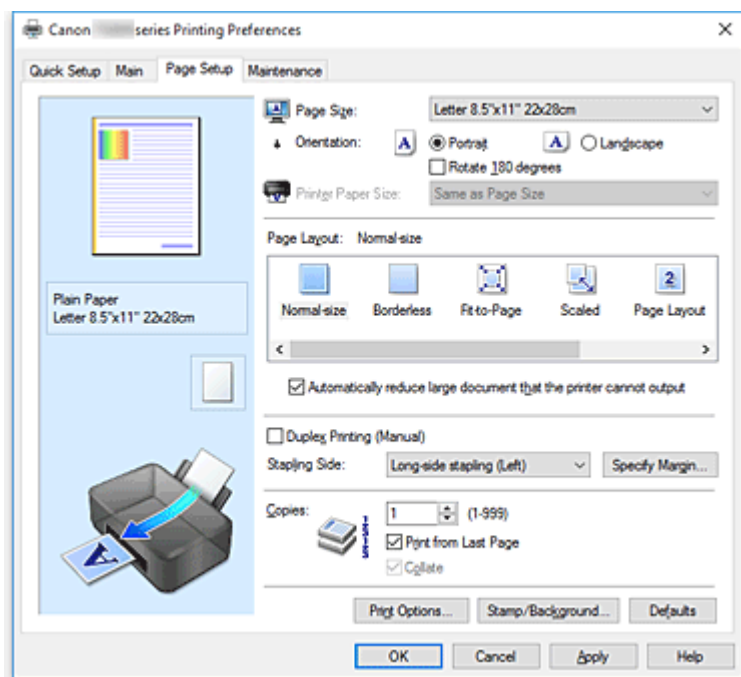 Canon series Printing Preferences
Quick Setup Main Page Setup Maintenance
Page Size: Letter 8.5"x11" 22x28cm
Orientation: A Portrait A Landscape
Rotate 180 degrees
Printer Paper Size: Same as Page Size
Page Layout: Normal-size
2
Normal-size Borderless Fit-to-Page Scaled Page Layout
Plain Paper
Letter 8.5"x11" 22x28cm
Automatically reduce large document that the printer cannot output
Duplex Printing (Manual)
Stapling Side: Long-side stapling (Left) Specify Margin...
Copies: 1 (1-999)
Print from Last Page
Collate
A
Print Options... Stamp/Background... Defaults
OK Cancel Apply Help